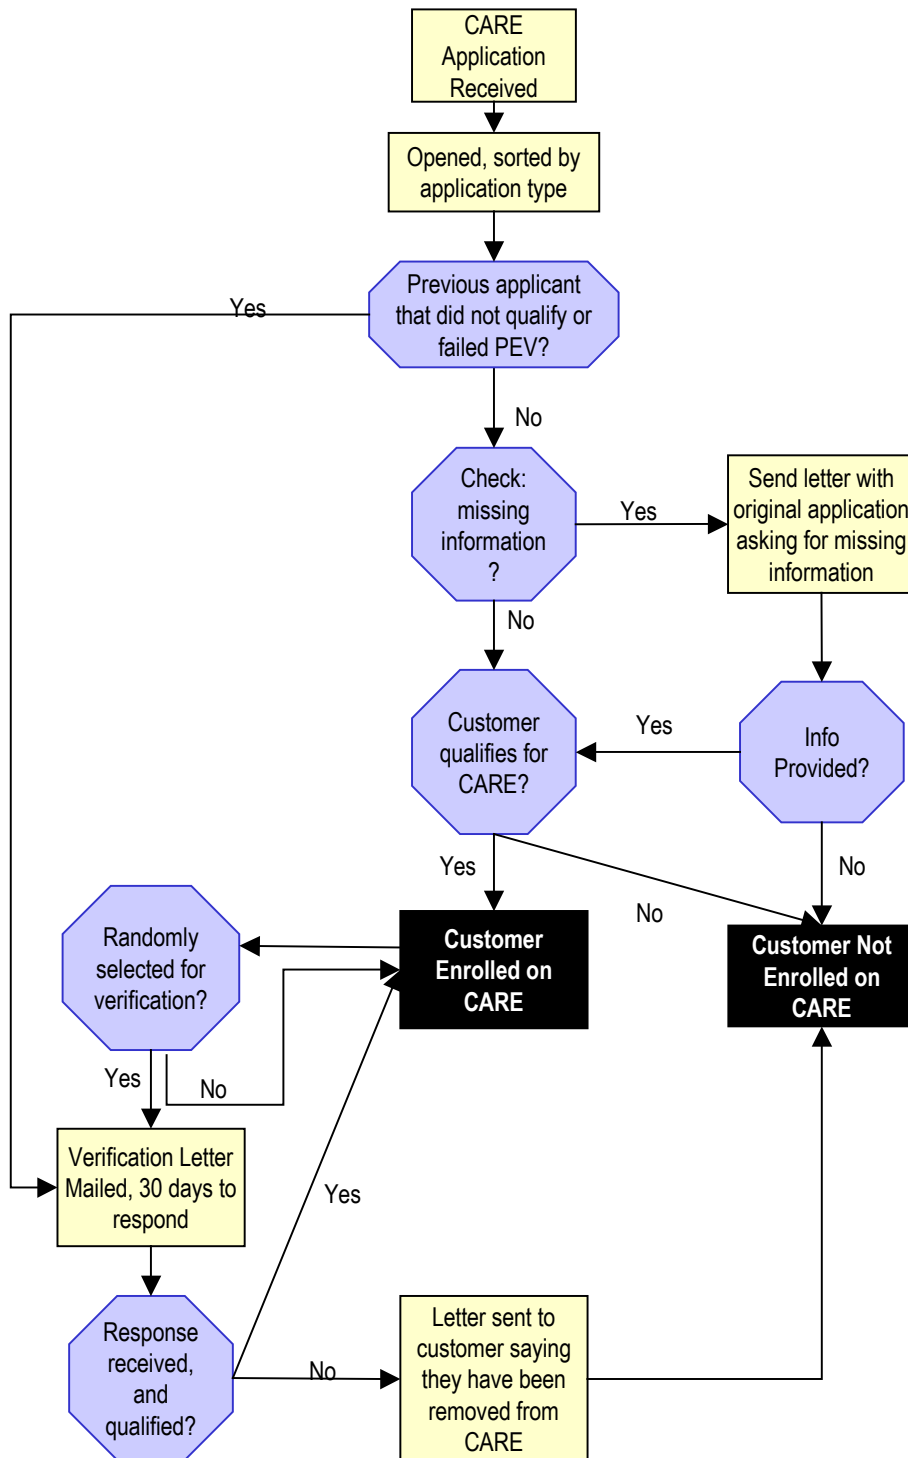 CARE
Application
Received
Opened, sorted by
application type
Previous applicant
that did not qualify or
failed PEV?
Yes
No
Check:
missing
information
?
Yes
Send letter with
original application
asking for missing
information
No
Customer
qualifies for
CARE?
Yes
Info
Provided?
Yes
No
No
Randomly
selected for
verification?
Customer
Enrolled on
CARE
Customer Not
Enrolled on
CARE
Yes
No
Verification Letter
Mailed, 30 days to
respond
Yes
Response
received,
and
qualified?
No
Letter sent to
customer saying
they have been
removed from
CARE